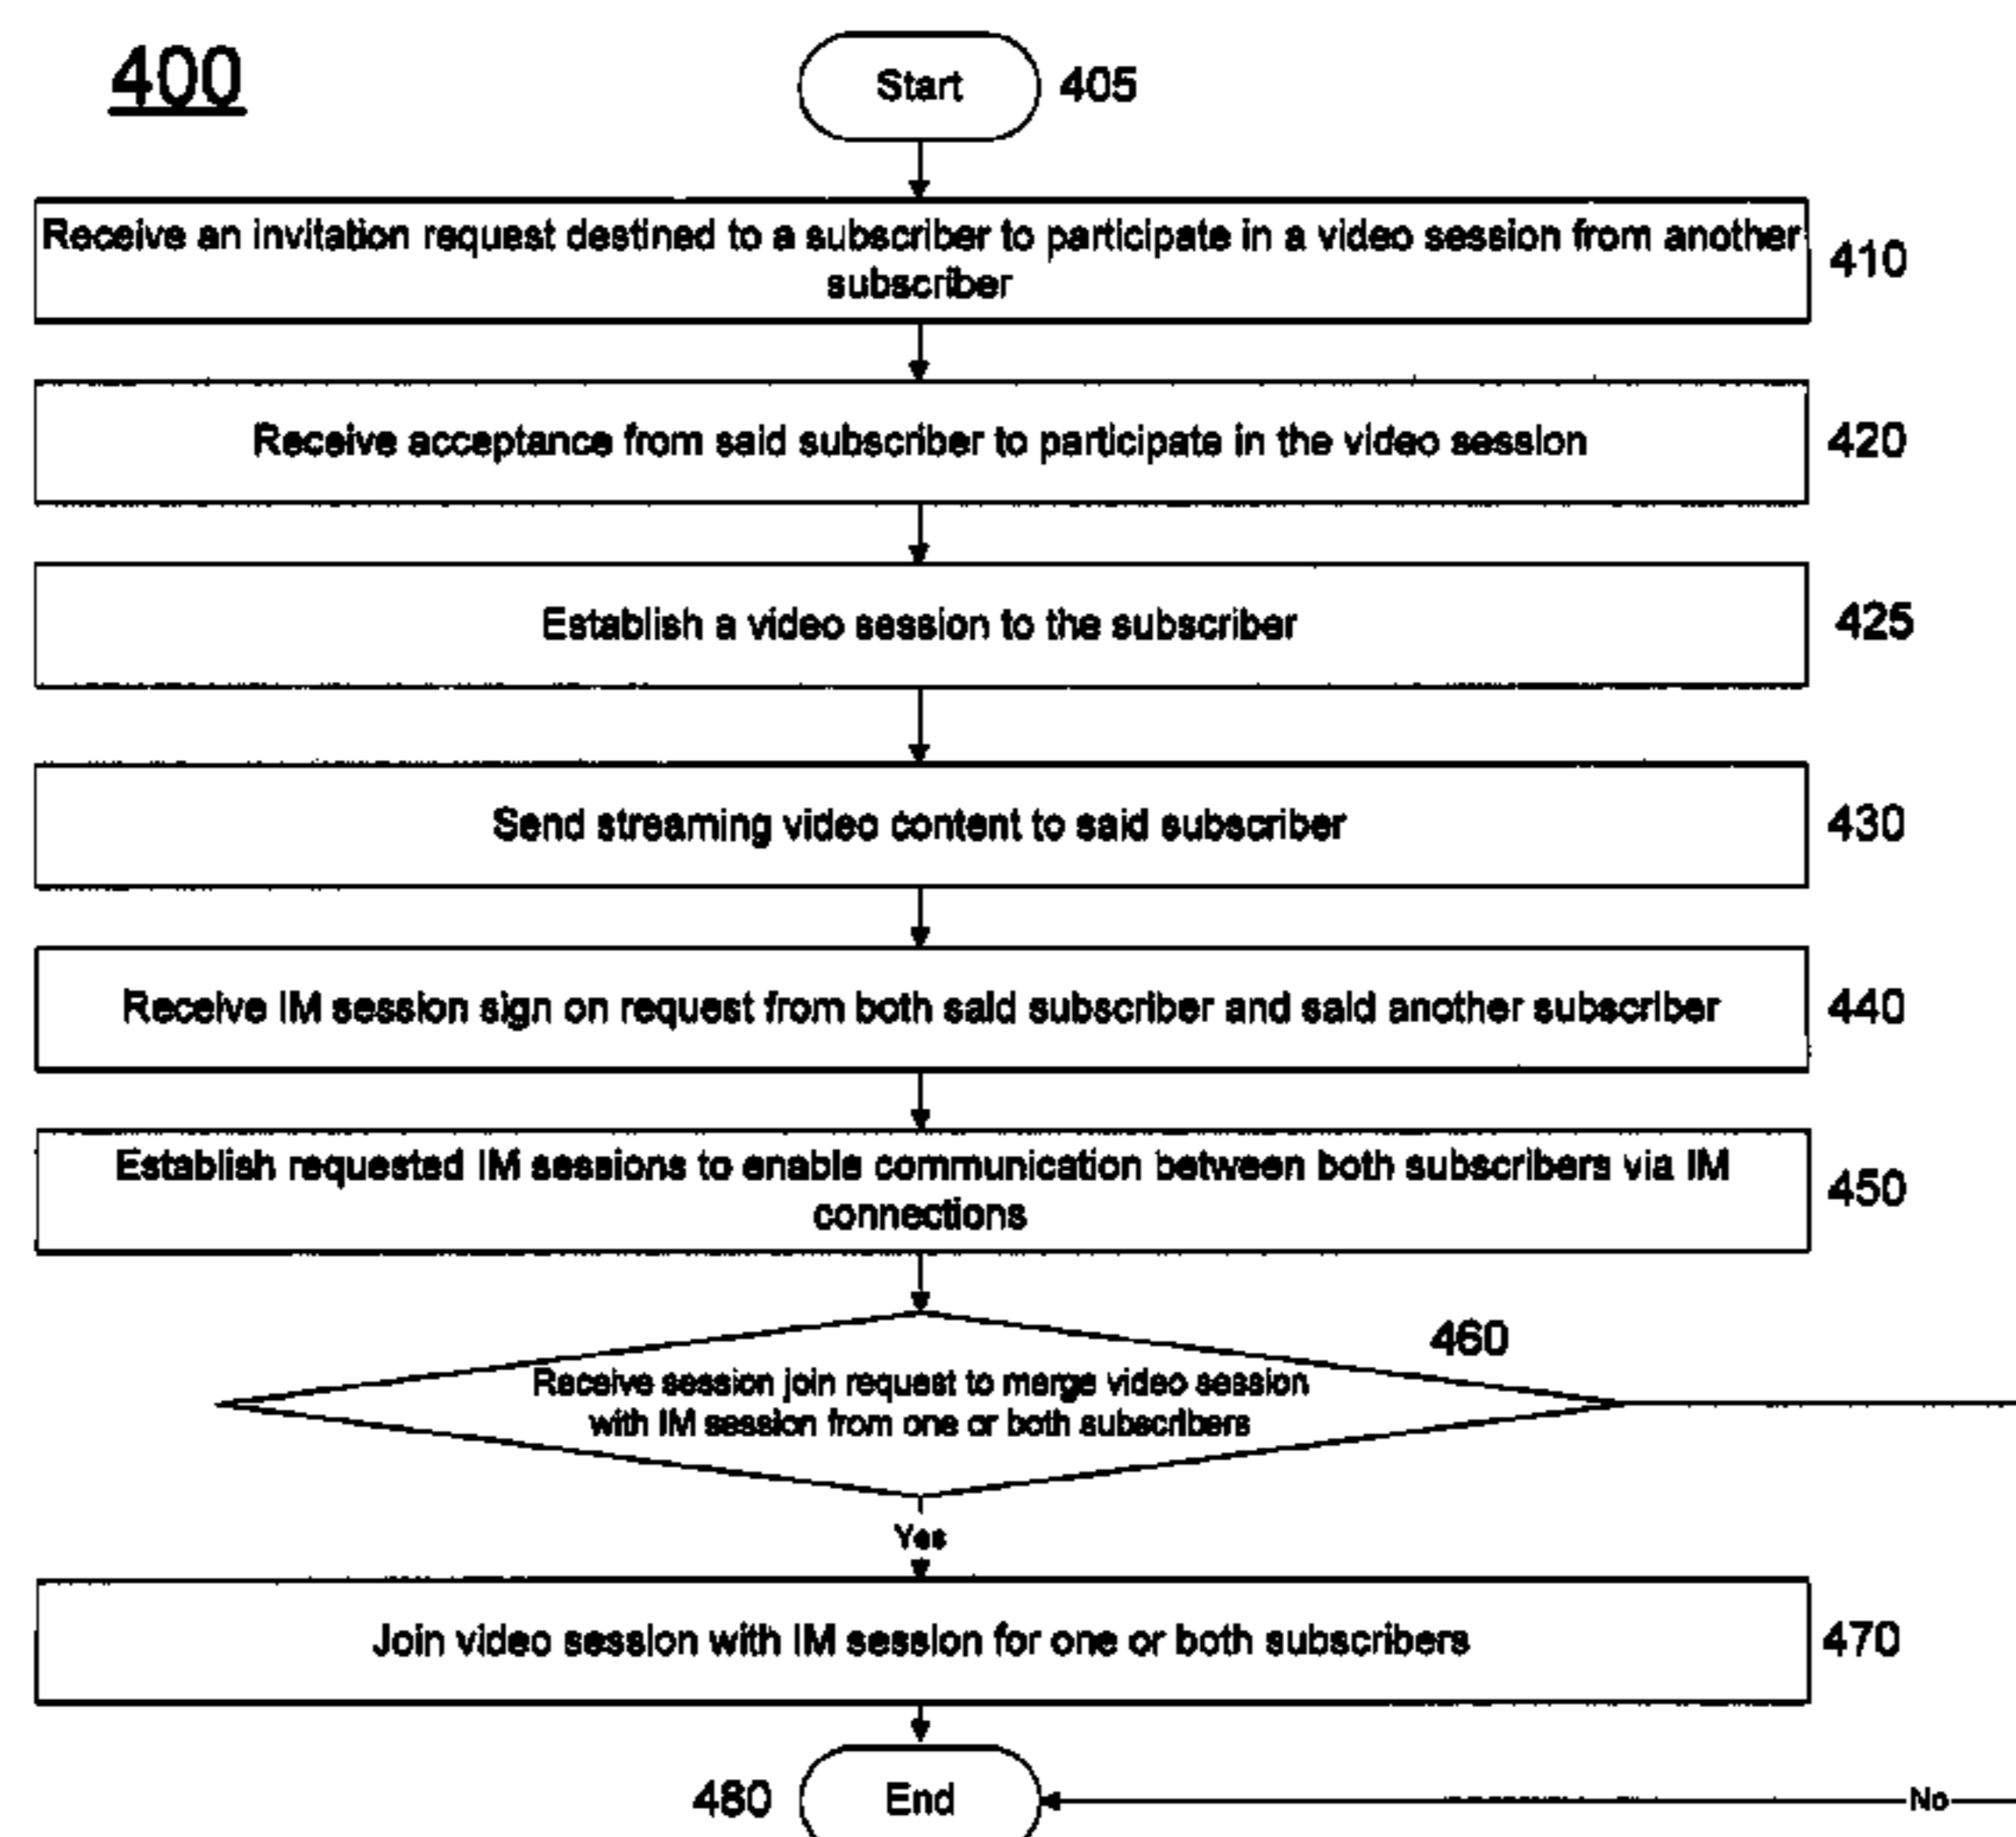 400
Start
405
Receive an invitation request destined to a subscriber to participate in a video session from another
subscriber
410
Receive acceptance from said subscriber to participate in the video session
420
Establish a video session to the subscriber
425
Send streaming video content to said subscriber
430
Receive IM session sign on request from both said subscriber and said another subscriber
440
Establish requested IM sessions to enable communication between both subscribers via IM
connections
450
460
Receive session join request to merge video session
with IM session from one or both subscribers
Yes
Join video session with IM session for one or both subscribers
470
480
End
No